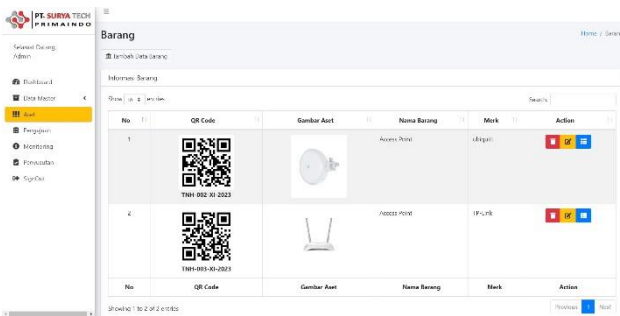 PT. SURYA TECH
PRIMAINDO
Selamat Datang,
Admin
Dashboard
Data Master
Aset
Pengajuan
Monitoring
Penyusutan
SignOut
Barang
Home / Barang
Tambah Data Barang
Informasi Barang
Show 10 entries
Search:
No QR Code Gambar Aset Nama Barang Merk Action
1 Access Point Ubiquiti
TNH-002-XI-2023
2 Access Point TP-Link
TNH-003-XI-2023
No QR Code Gambar Aset Nama Barang Merk Action
Showing 1 to 2 of 2 entries
Previous 1 Next